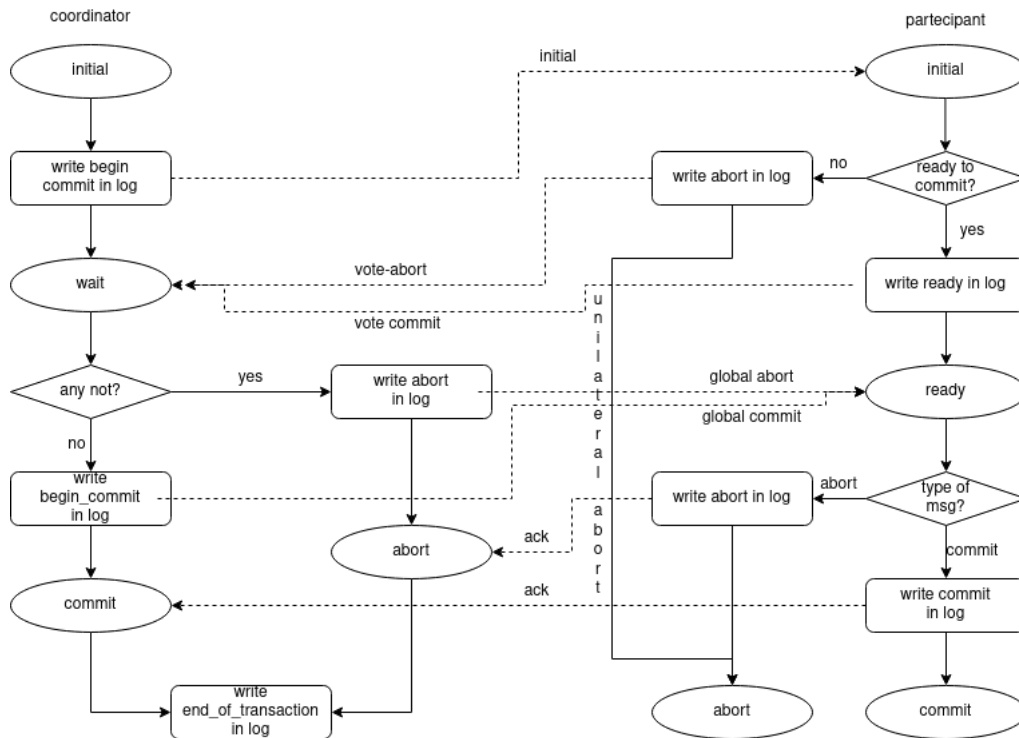 coordinator
partecipant
initial
initial
initial
write begin
commit in log
write abort in log
no
ready to
commit?
yes
wait
vote-abort
write ready in log
vote commit
unilateral abort
any not?
yes
write abort
in log
global abort
ready
global commit
no
write
begin_commit
in log
write abort in log
abort
type of
msg?
ack
abort
commit
commit
ack
write commit
in log
write
end_of_transaction
in log
abort
commit